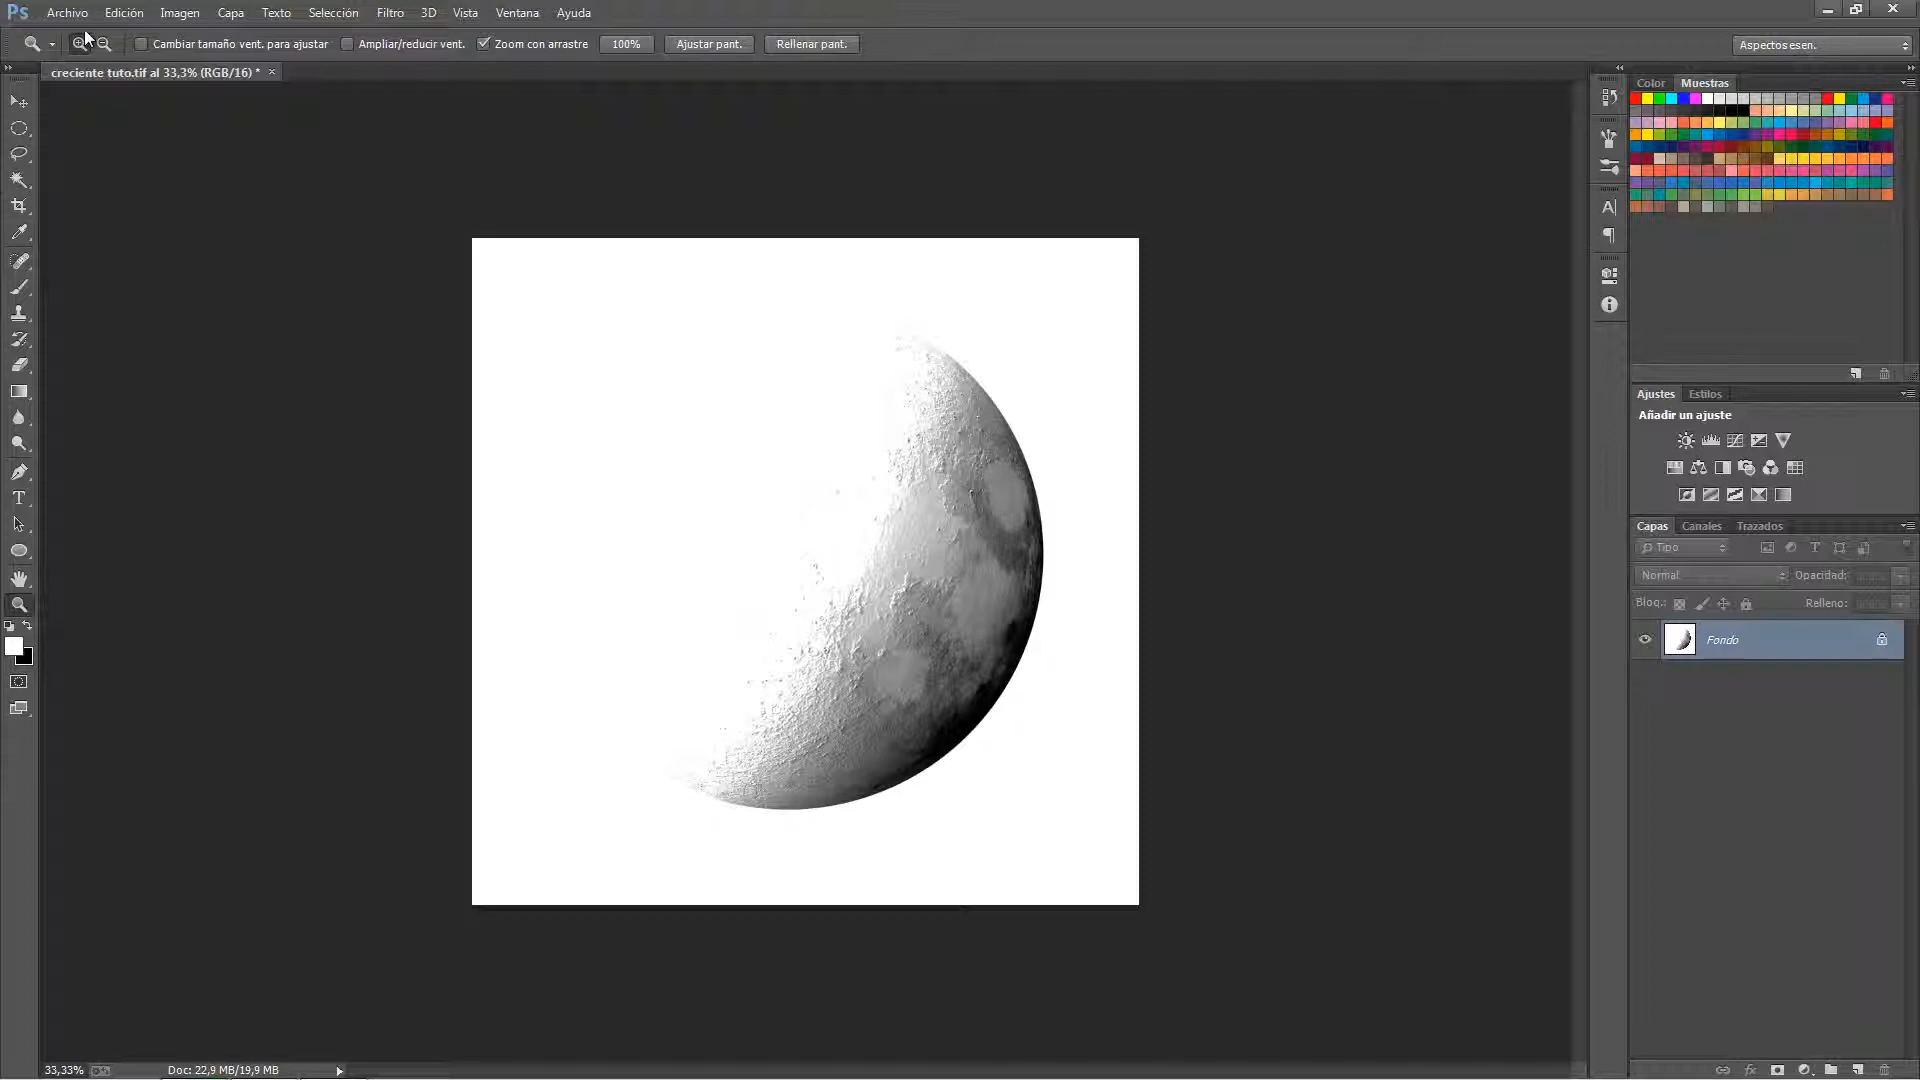 Ps Archivo Edición Imagen Capa Texto Selección Filtro 3D Vista Ventana Ayuda
Cambiar tamaño vent. para ajustar Ampliar/reducir vent. Zoom con arrastre 100% Ajustar pant. Rellenar pant. Aspectos esen.
creciente tuto.tif al 33,3% (RGB/16) * ×
Color Muestras
Ajustes Estilos
Añadir un ajuste
Capas Canales Trazados
Tipo
Normal Opacidad:
Bloq.: Relleno:
Fondo
33,33% Doc: 22,9 MB/19,9 MB